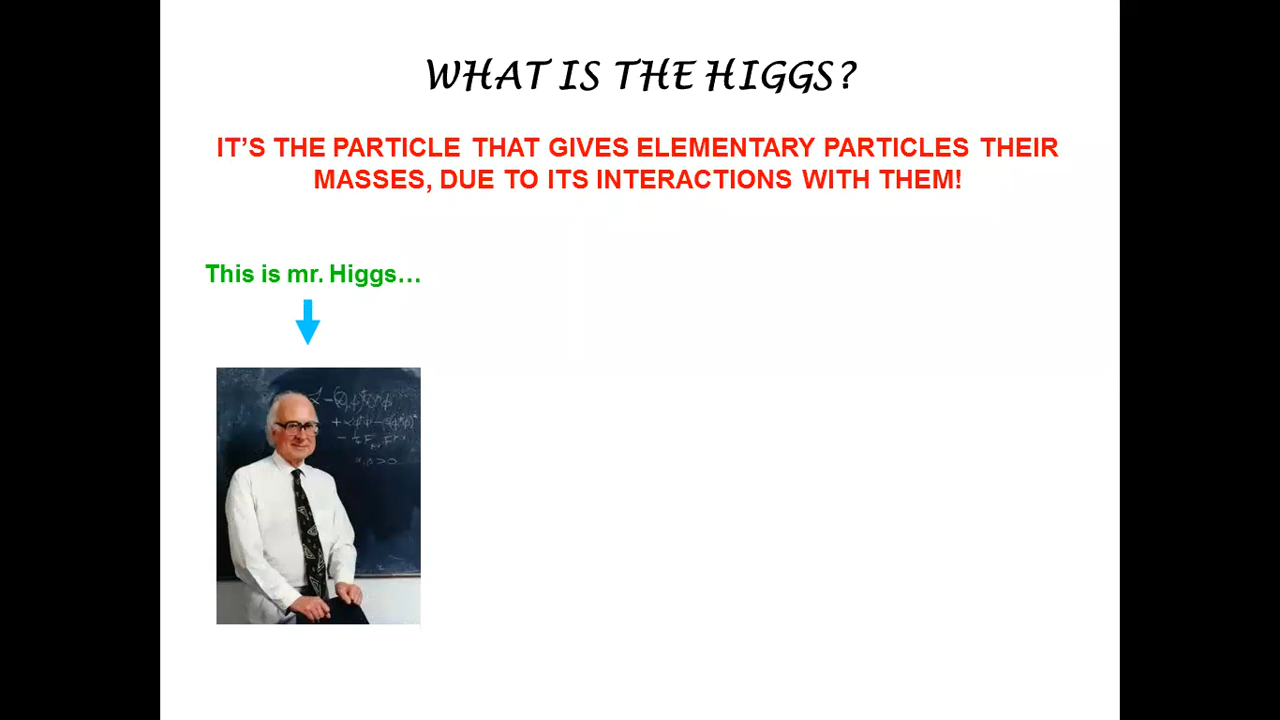 WHAT IS THE HIGGS?
IT’S THE PARTICLE THAT GIVES ELEMENTARY PARTICLES THEIR
MASSES, DUE TO ITS INTERACTIONS WITH THEM!
This is mr. Higgs…